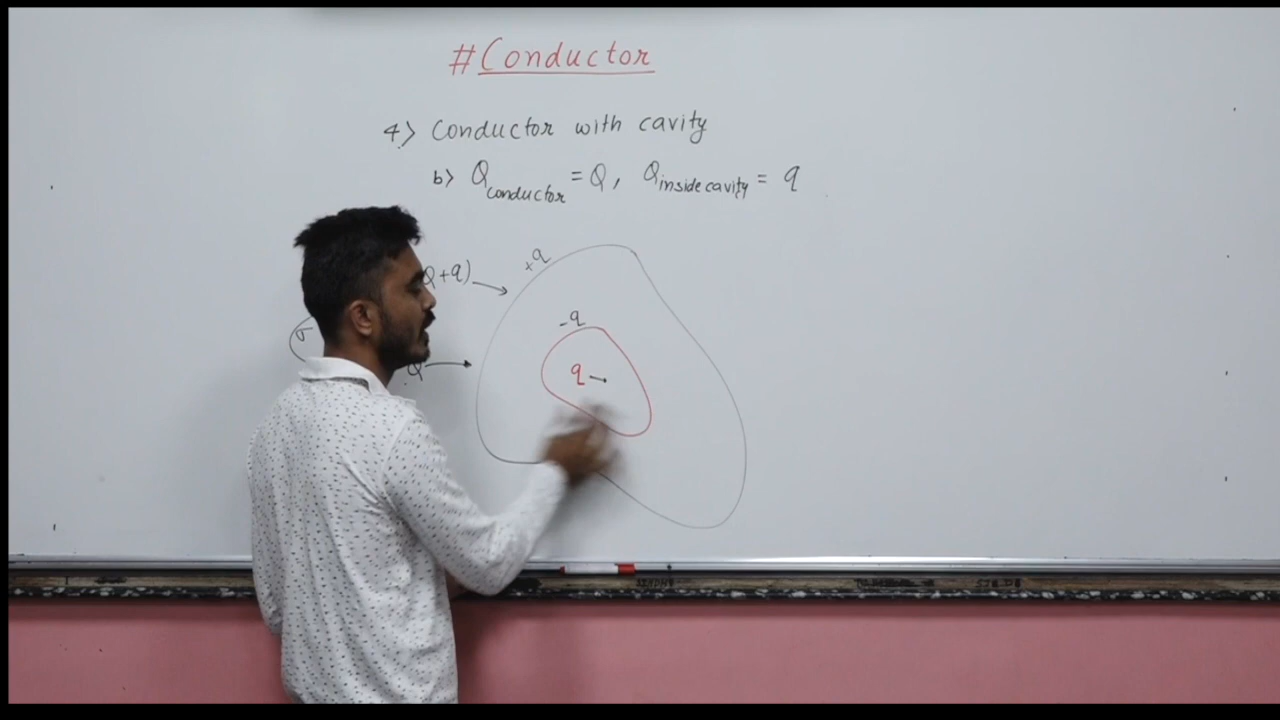 #Conductor
4> Conductor with cavity
b> Qconductor = Q, Qinside cavity = q
+q
Q+q)
-q
σ
q
Q